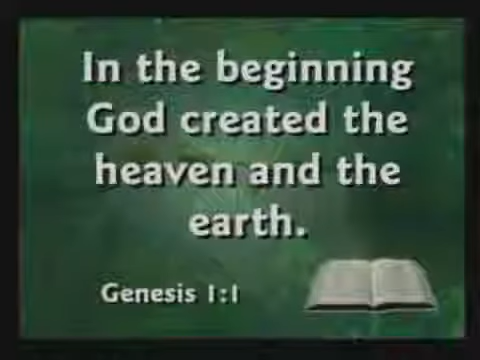 In the beginning
God created the
heaven and the
earth.
Genesis 1:1